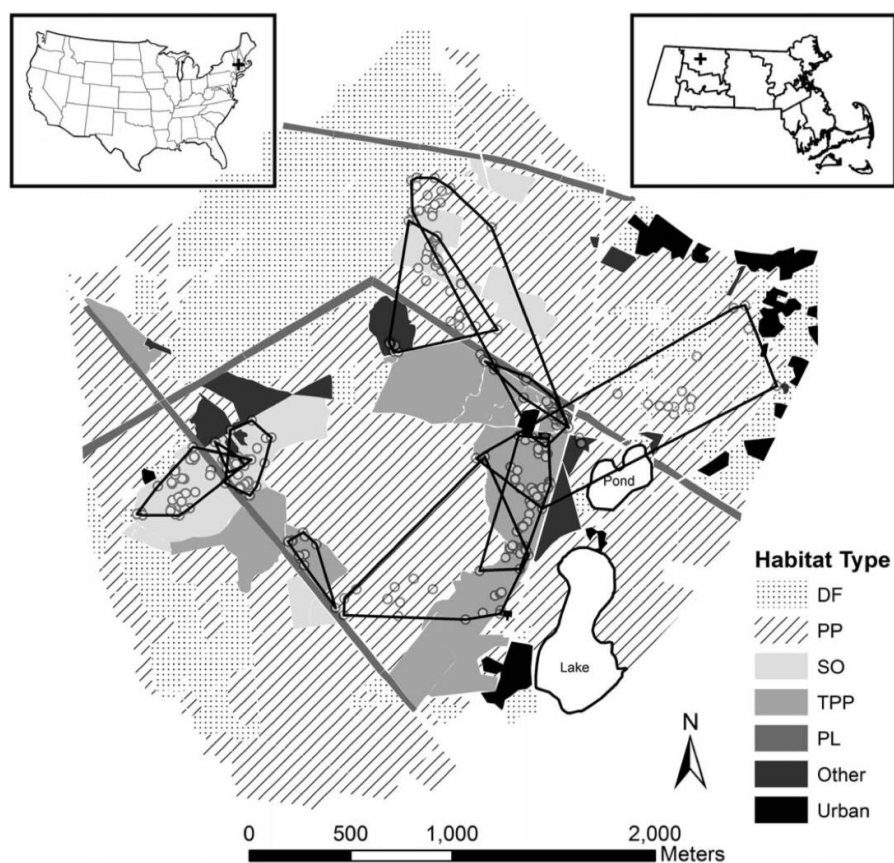 Pond
Lake
Habitat Type
DF
PP
SO
TPP
PL
Other
Urban
N
0 500 1,000 2,000
Meters